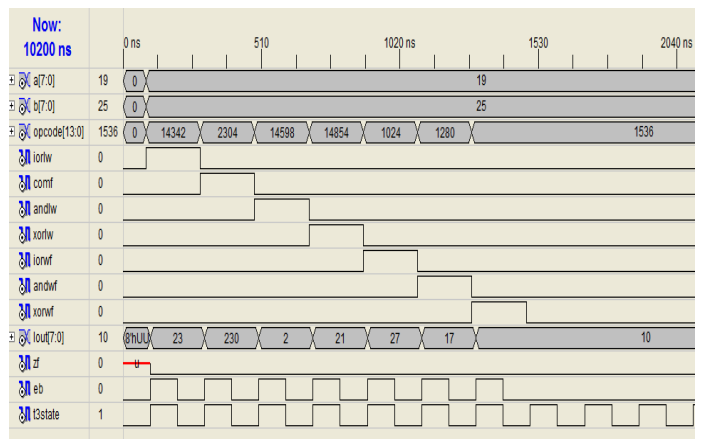 Now:
10200 ns
0 ns 510 1020 ns 1530 2040 ns
a[7:0] 19 0 19
b[7:0] 25 0 25
opcode[13:0] 1536 0 14342 2304 14598 14854 1024 1280 1536
iorlw 0
comf 0
andlw 0
xorlw 0
iorwf 0
andwf 0
xorwf 0
lout[7:0] 10 8'hUU 23 230 2 21 27 17 10
zf 0 U
eb 0
t3state 1